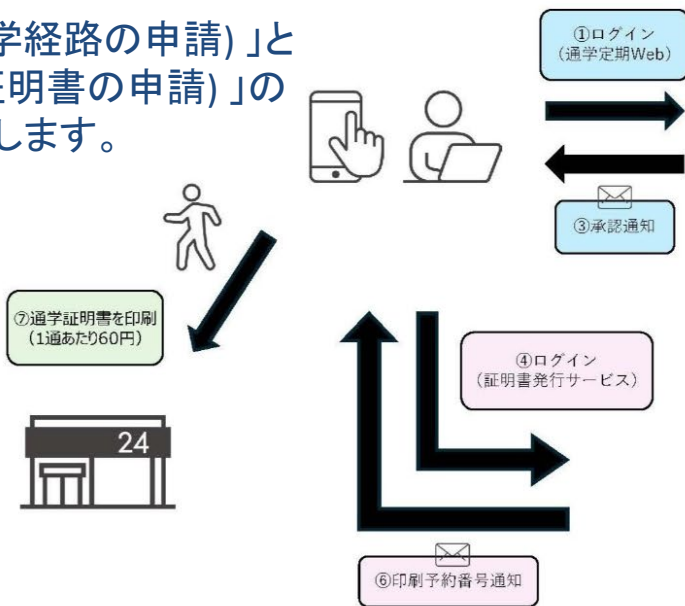 学経路の申請)」と
証明書の申請)」の
します。
①ログイン
(通学定期Web)
③承認通知
⑦通学証明書を印刷
(1通あたり60円)
24
④ログイン
(証明書発行サービス)
⑥印刷予約番号通知